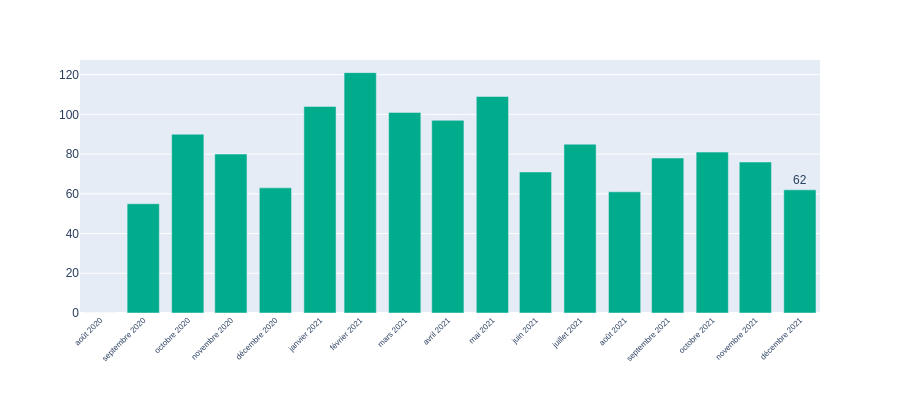 120
100
80
60
40
20
0
62
août 2020
septembre 2020
octobre 2020
novembre 2020
décembre 2020
janvier 2021
février 2021
mars 2021
avril 2021
mai 2021
juin 2021
juillet 2021
août 2021
septembre 2021
octobre 2021
novembre 2021
décembre 2021